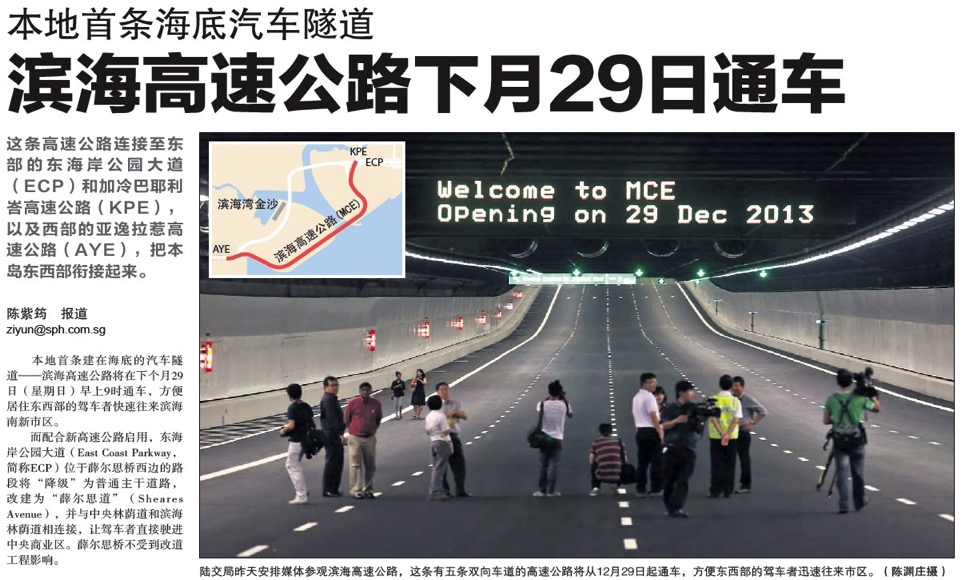 本地首条海底汽车隧道
滨海高速公路下月29日通车
这条高速公路连接至东
部的东海岸公园大道
（ECP）和加冷巴耶利
峇高速公路（KPE），
以及西部的亚逸拉惹高
速公路（AYE），把本
岛东西部衔接起来。
陈紫筠　报道
ziyun@sph.com.sg
本地首条建在海底的汽车隧
道——滨海高速公路将在下个月29
日（星期日）早上9时通车，方便
居住东西部的驾车者快速往来滨海
南新市区。
而配合新高速公路启用，东海
岸公园大道（East Coast Parkway，
简称ECP）位于薛尔思桥西边的路
段将“降级”为普通主干道路，
改建为“薛尔思道”（Sheares
Avenue），并与中央林荫道和滨海
林荫道相连接，让驾车者直接驶进
中央商业区。薛尔思桥不受到改道
工程影响。
KPE
ECP
滨海湾金沙
滨海高速公路(MCE)
AYE
Welcome to MCE
Opening on 29 Dec 2013
陆交局昨天安排媒体参观滨海高速公路，这条有五条双向车道的高速公路将从12月29日起通车，方便东西部的驾车者迅速往来市区。（陈渊庄摄）